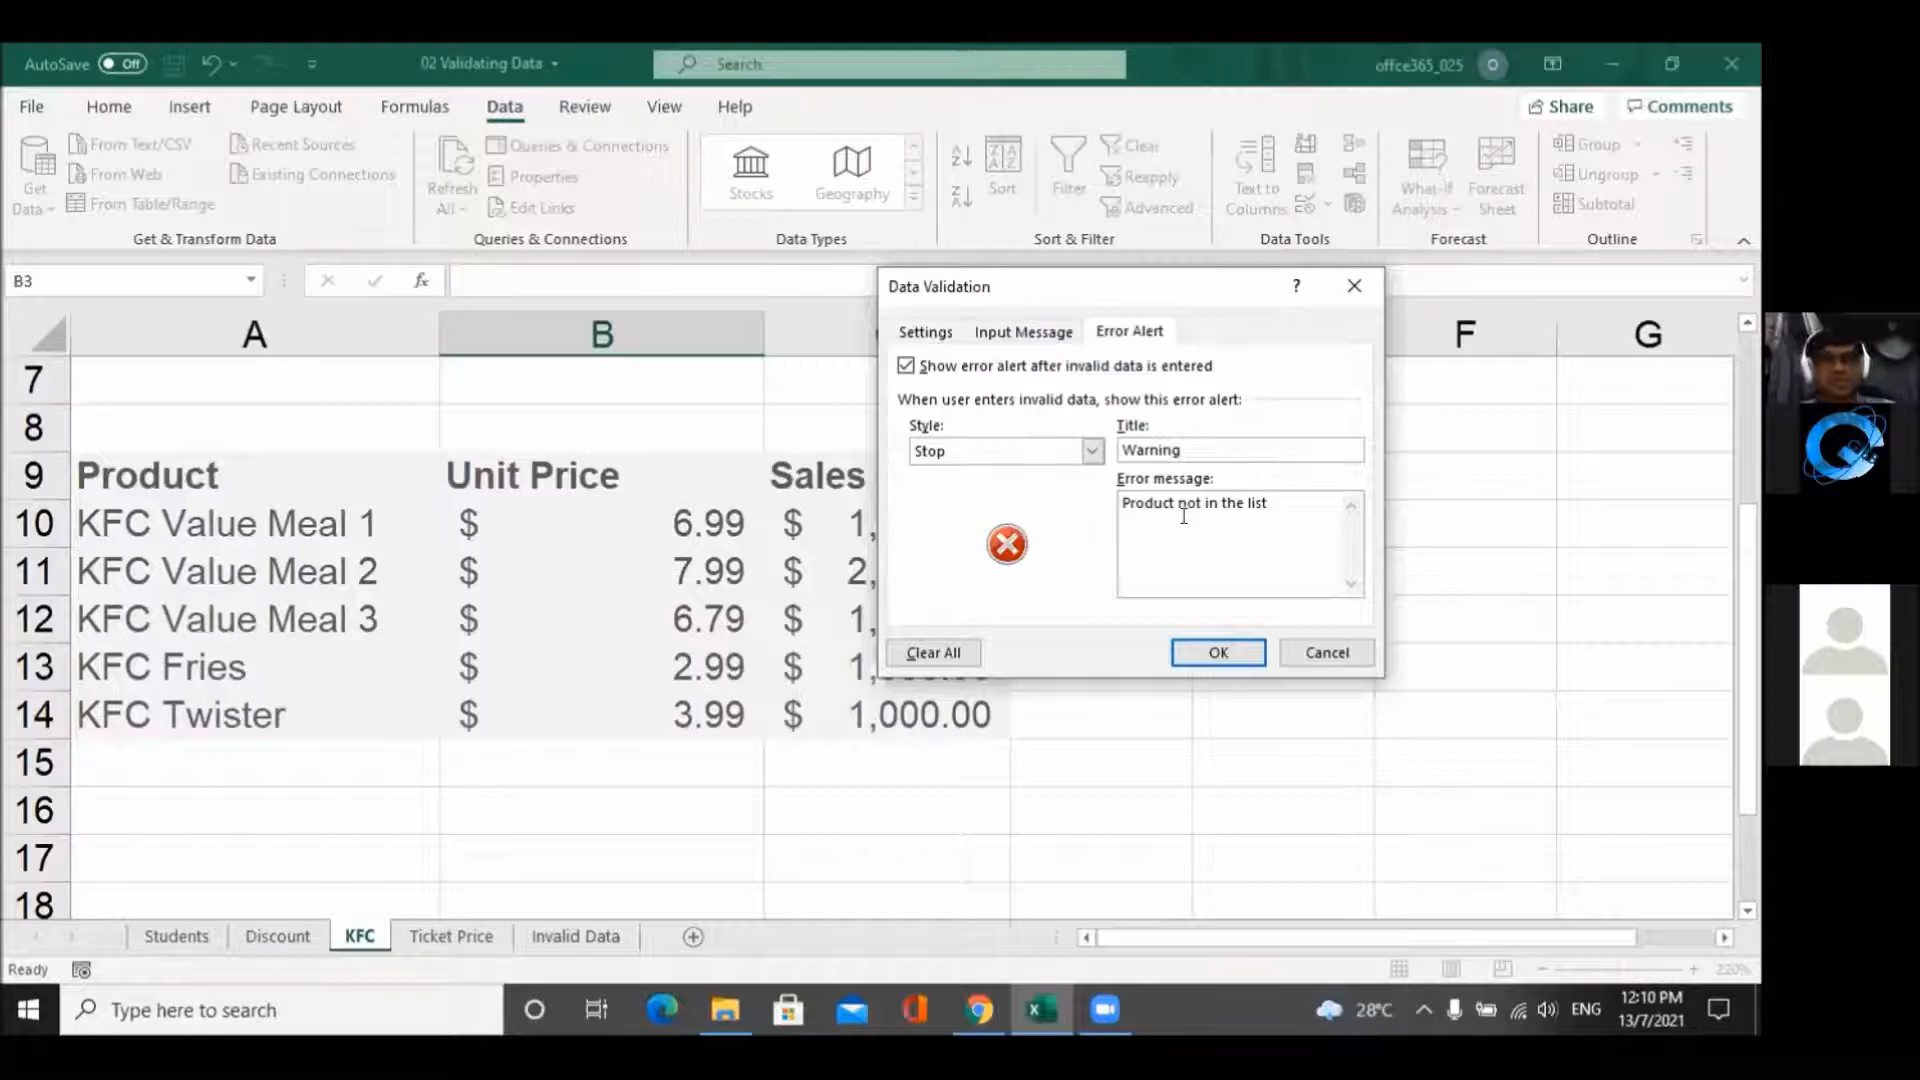 AutoSave Off 02 Validating Data Search offce365_025 O
File Home Insert Page Layout Formulas Data Review View Help Share Comments
Get Data
From Text/CSV
From Web
From Table/Range
Recent Sources
Existing Connections
Get & Transform Data
Refresh All
Queries & Connections
Properties
Edit Links
Queries & Connections
Stocks Geography
Data Types
Sort
Filter
Clear
Reapply
Advanced
Sort & Filter
Text to Columns
Data Tools
What-If Analysis
Forecast Sheet
Forecast
Group
Ungroup
Subtotal
Outline
B3 fx
A B F G
Data Validation ?
Settings Input Message Error Alert
Show error alert after invalid data is entered
When user enters invalid data, show this error alert:
Style: Title:
Stop Warning
Error message:
Product not in the list
Clear All OK Cancel
7
8
9 Product Unit Price Sales
10 KFC Value Meal 1 $ 6.99 $ 1,
11 KFC Value Meal 2 $ 7.99 $ 2,
12 KFC Value Meal 3 $ 6.79 $ 1,
13 KFC Fries $ 2.99 $ 1,
14 KFC Twister $ 3.99 $ 1,000.00
15
16
17
18
Students Discount KFC Ticket Price Invalid Data
Ready 220%
Type here to search 28°C ENG 12:10 PM
13/7/2021